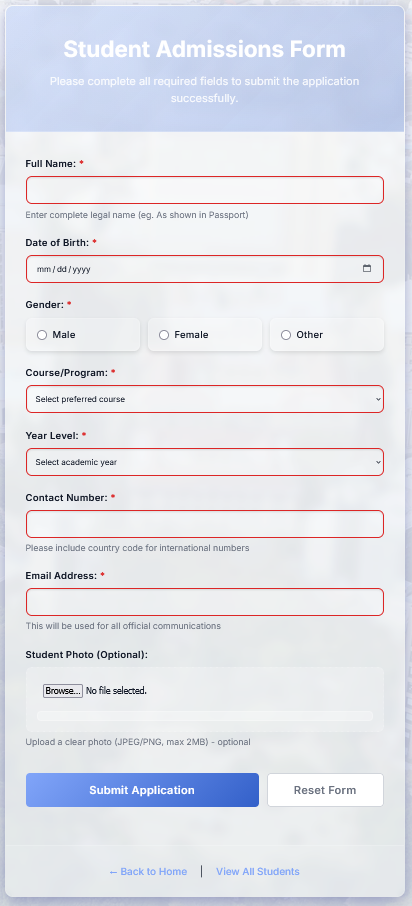 Student Admissions Form
Please complete all required fields to submit the application
successfully.
Full Name: *
Enter complete legal name (eg. As shown in Passport)
Date of Birth: *
mm / dd / yyyy
Gender: *
Male
Female
Other
Course/Program: *
Select preferred course
Year Level: *
Select academic year
Contact Number: *
Please include country code for international numbers
Email Address: *
This will be used for all official communications
Student Photo (Optional):
Browse... No file selected.
Upload a clear photo (JPEG/PNG, max 2MB) - optional
Submit Application
Reset Form
← Back to Home | View All Students